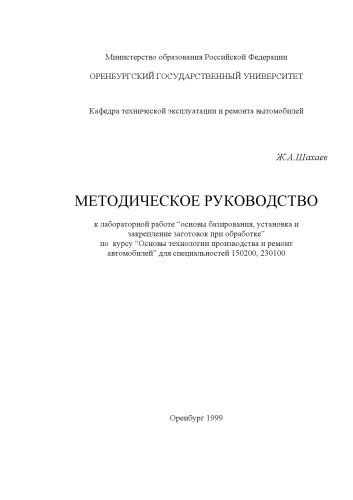 Министерство образования Российской Федерации
ОРЕНБУРГСКИЙ ГОСУДАРСТВЕННЫЙ УНИВЕРСИТЕТ
Кафедра технической эксплуатации и ремонта вытомобилей
Ж.А.Шахаев
МЕТОДИЧЕСКОЕ РУКОВОДСТВО
к лабораторной работе “основы базирования, установка и
закрепление заготовок при обработке”
по курсу “Основы технологии производства и ремонт
автомобилей” для специальностей 150200, 230100
Оренбург 1999